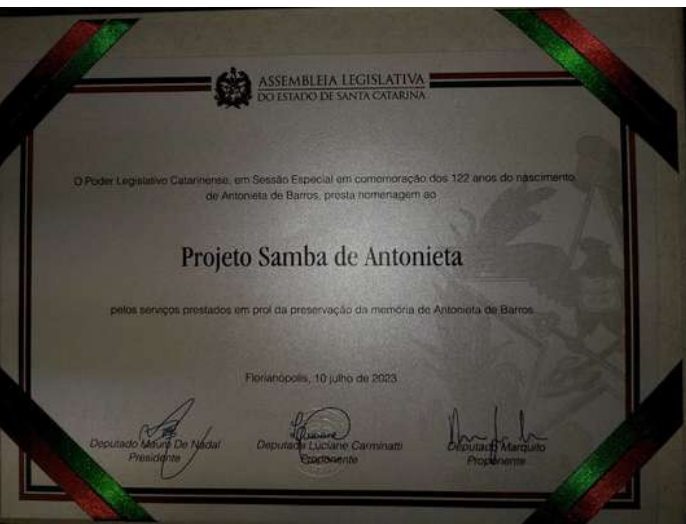 ASSEMBLEIA LEGISLATIVA
DO ESTADO DE SANTA CATARINA
O Poder Legislativo Catarinense, em Sessão Especial em comemoração dos 122 anos do nascimento
de Antonieta de Barros, presta homenagem ao
Projeto Samba de Antonieta
pelos serviços prestados em prol da preservação da memória de Antonieta de Barros.
Florianópolis, 10 julho de 2023.
Deputado Mauro De Nadal
Presidente
Deputada Luciane Carminatti
Proponente
Deputado Marquito
Proponente